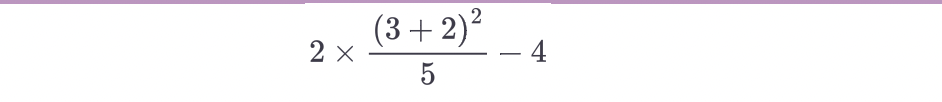 2 × (3 + 2)² / 5 − 4